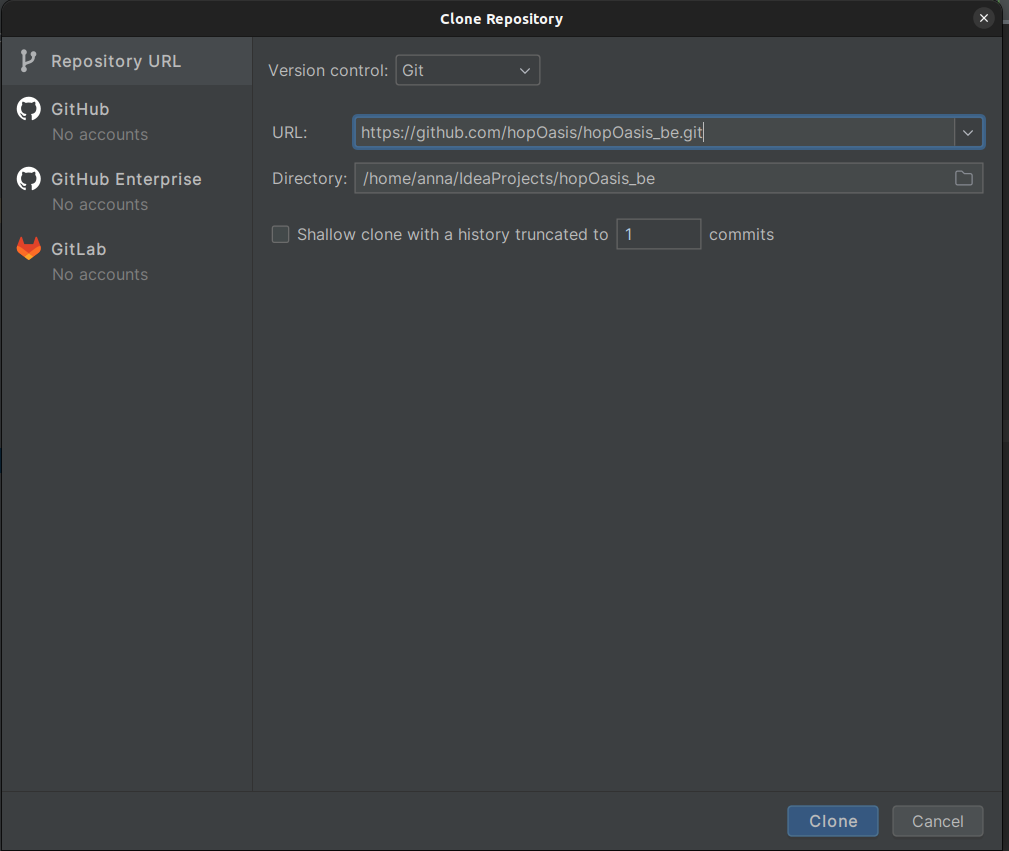 Clone Repository
Repository URL
GitHub
No accounts
GitHub Enterprise
No accounts
GitLab
No accounts
Version control: Git
URL: https://github.com/hopOasis/hopOasis_be.git
Directory: /home/anna/IdeaProjects/hopOasis_be
Shallow clone with a history truncated to 1 commits
Clone Cancel